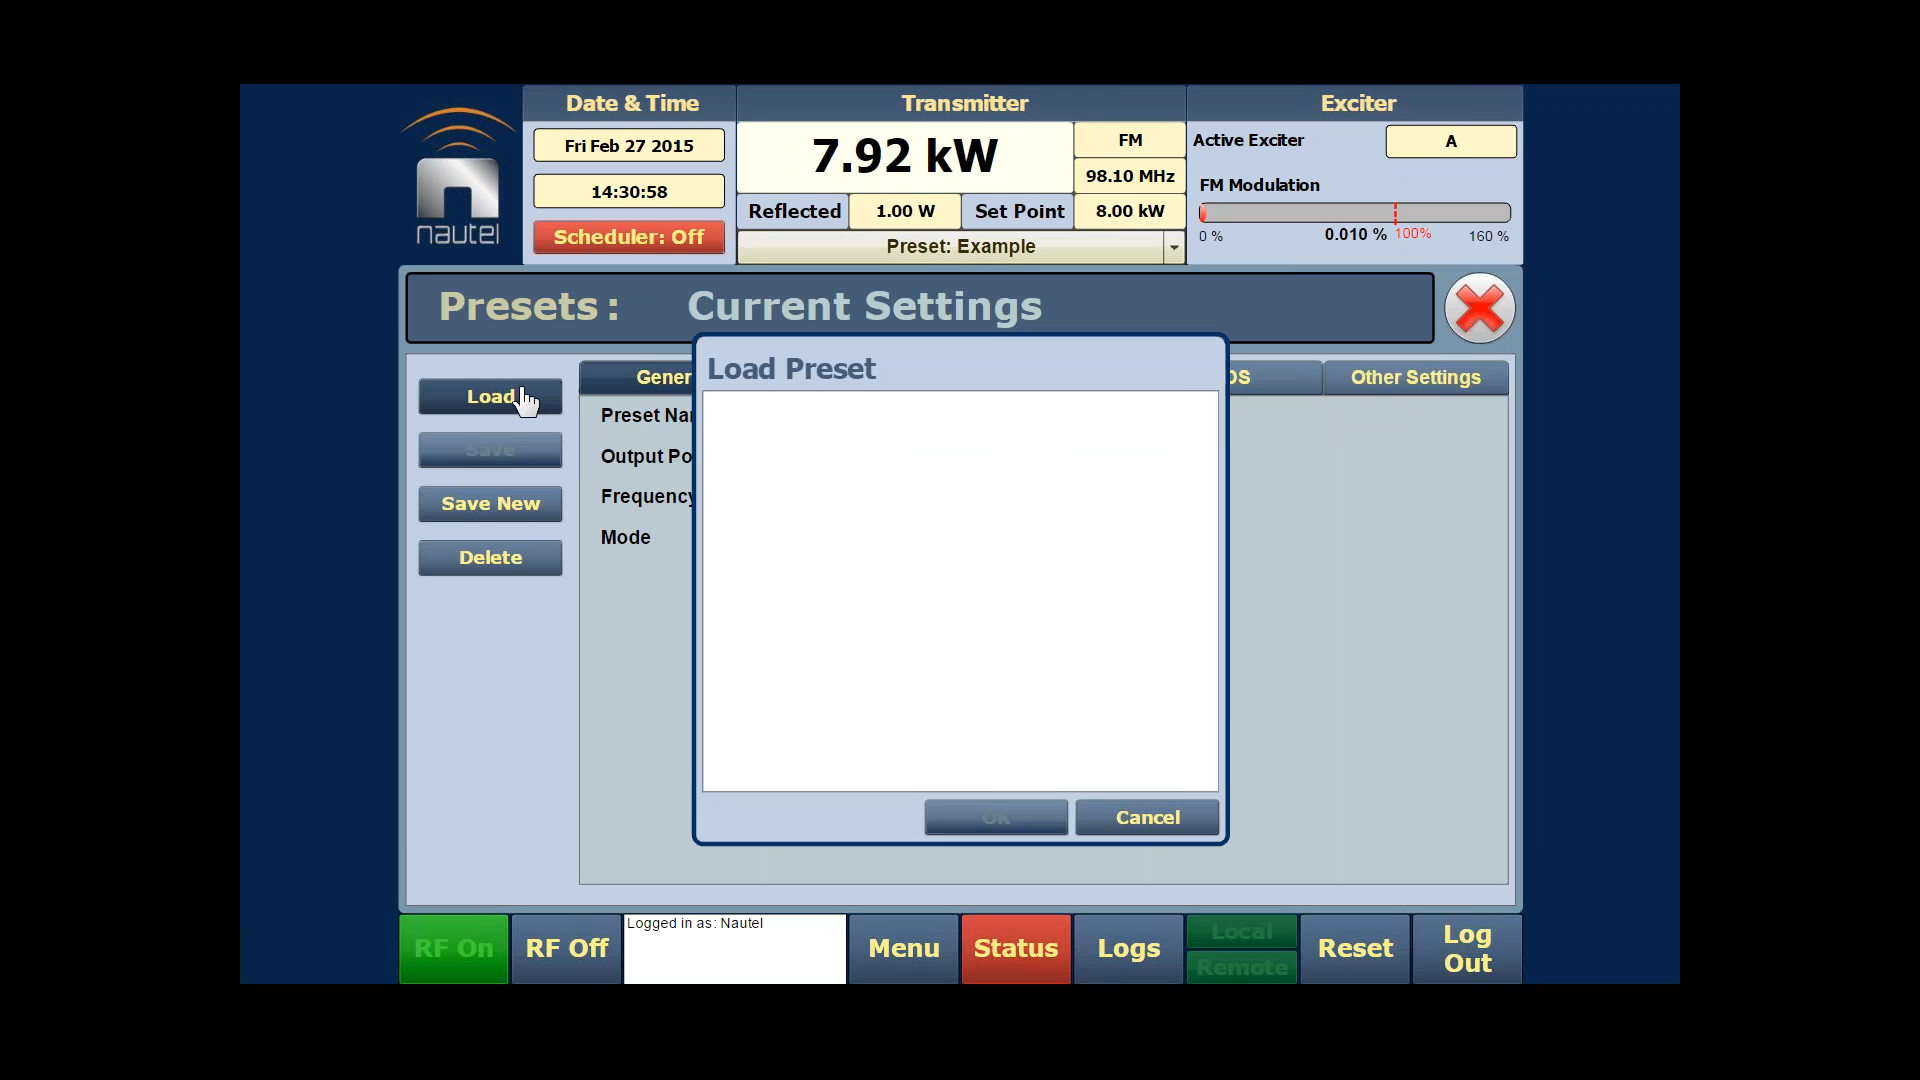 Date & Time
Transmitter
Exciter
Fri Feb 27 2015
7.92 kW
FM
Active Exciter
A
98.10 MHz
14:30:58
FM Modulation
Reflected
1.00 W
Set Point
8.00 kW
nautel
Scheduler: Off
0 %
0.010 %
100%
160 %
Preset: Example
Presets :
Current Settings
Load Preset
Load
Gener
OS
Other Settings
Preset Nar
Save
Output Po
Save New
Frequency
Mode
Delete
OK
Cancel
RF On
RF Off
Logged in as: Nautel
Menu
Status
Logs
Local
Remote
Reset
Log
Out